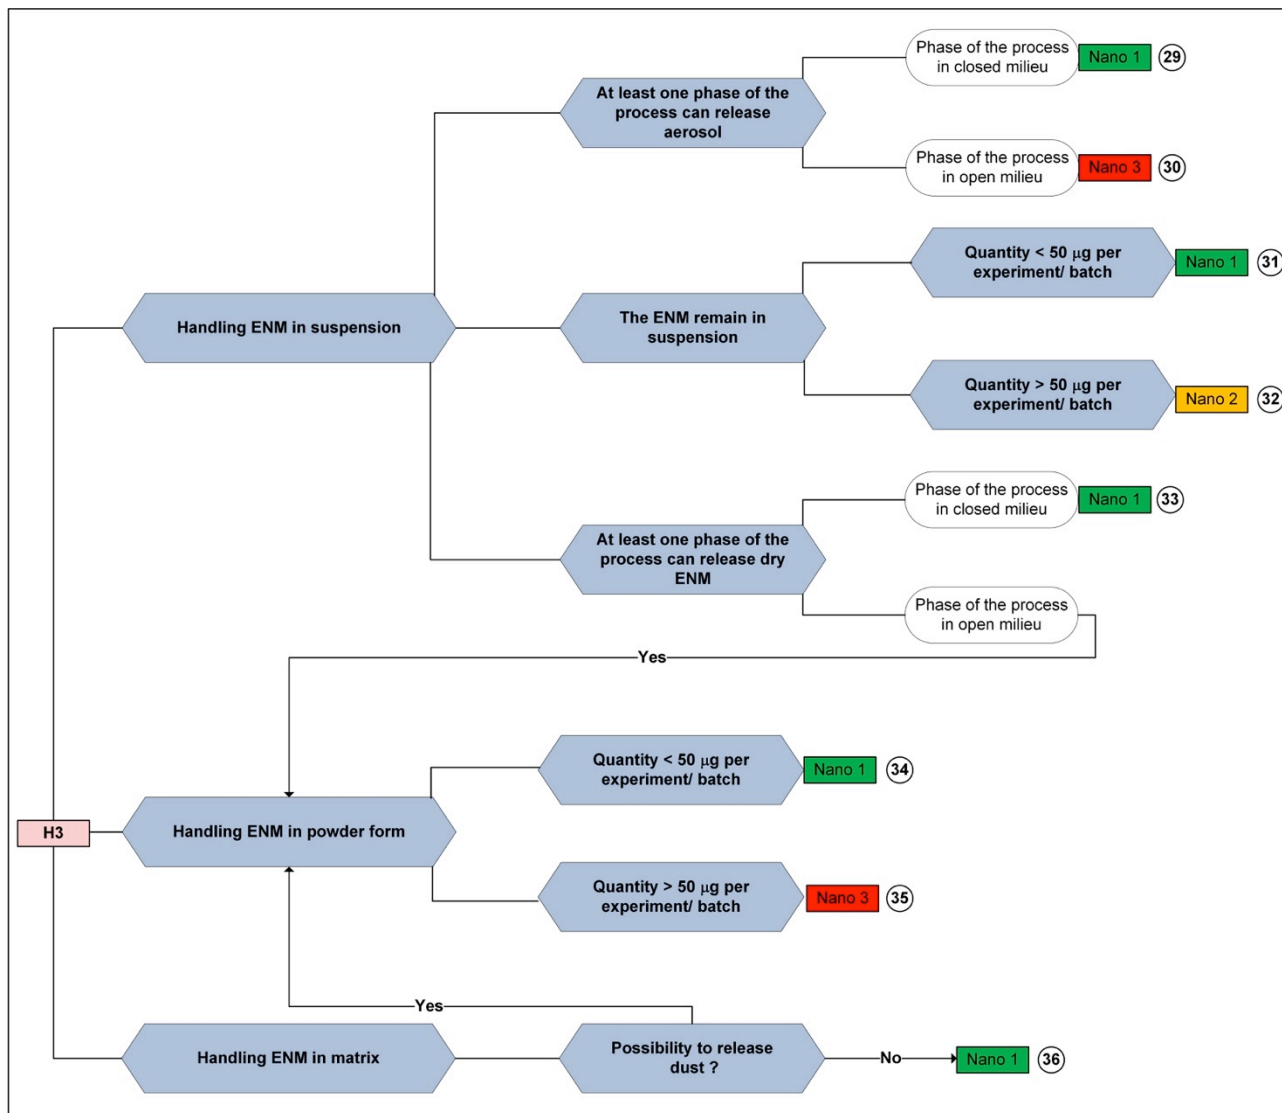 Phase of the process
in closed milieu
Nano 1
29
At least one phase of the
process can release
aerosol
Phase of the process
in open milieu
Nano 3
30
Quantity < 50 μg per
experiment/ batch
Nano 1
31
Handling ENM in suspension
The ENM remain in
suspension
Quantity > 50 μg per
experiment/ batch
Nano 2
32
Phase of the process
in closed milieu
Nano 1
33
At least one phase of the
process can release dry
ENM
Phase of the process
in open milieu
Yes
Quantity < 50 μg per
experiment/ batch
Nano 1
34
H3
Handling ENM in powder form
Quantity > 50 μg per
experiment/ batch
Nano 3
35
Yes
Handling ENM in matrix
Possibility to release
dust ?
No
Nano 1
36